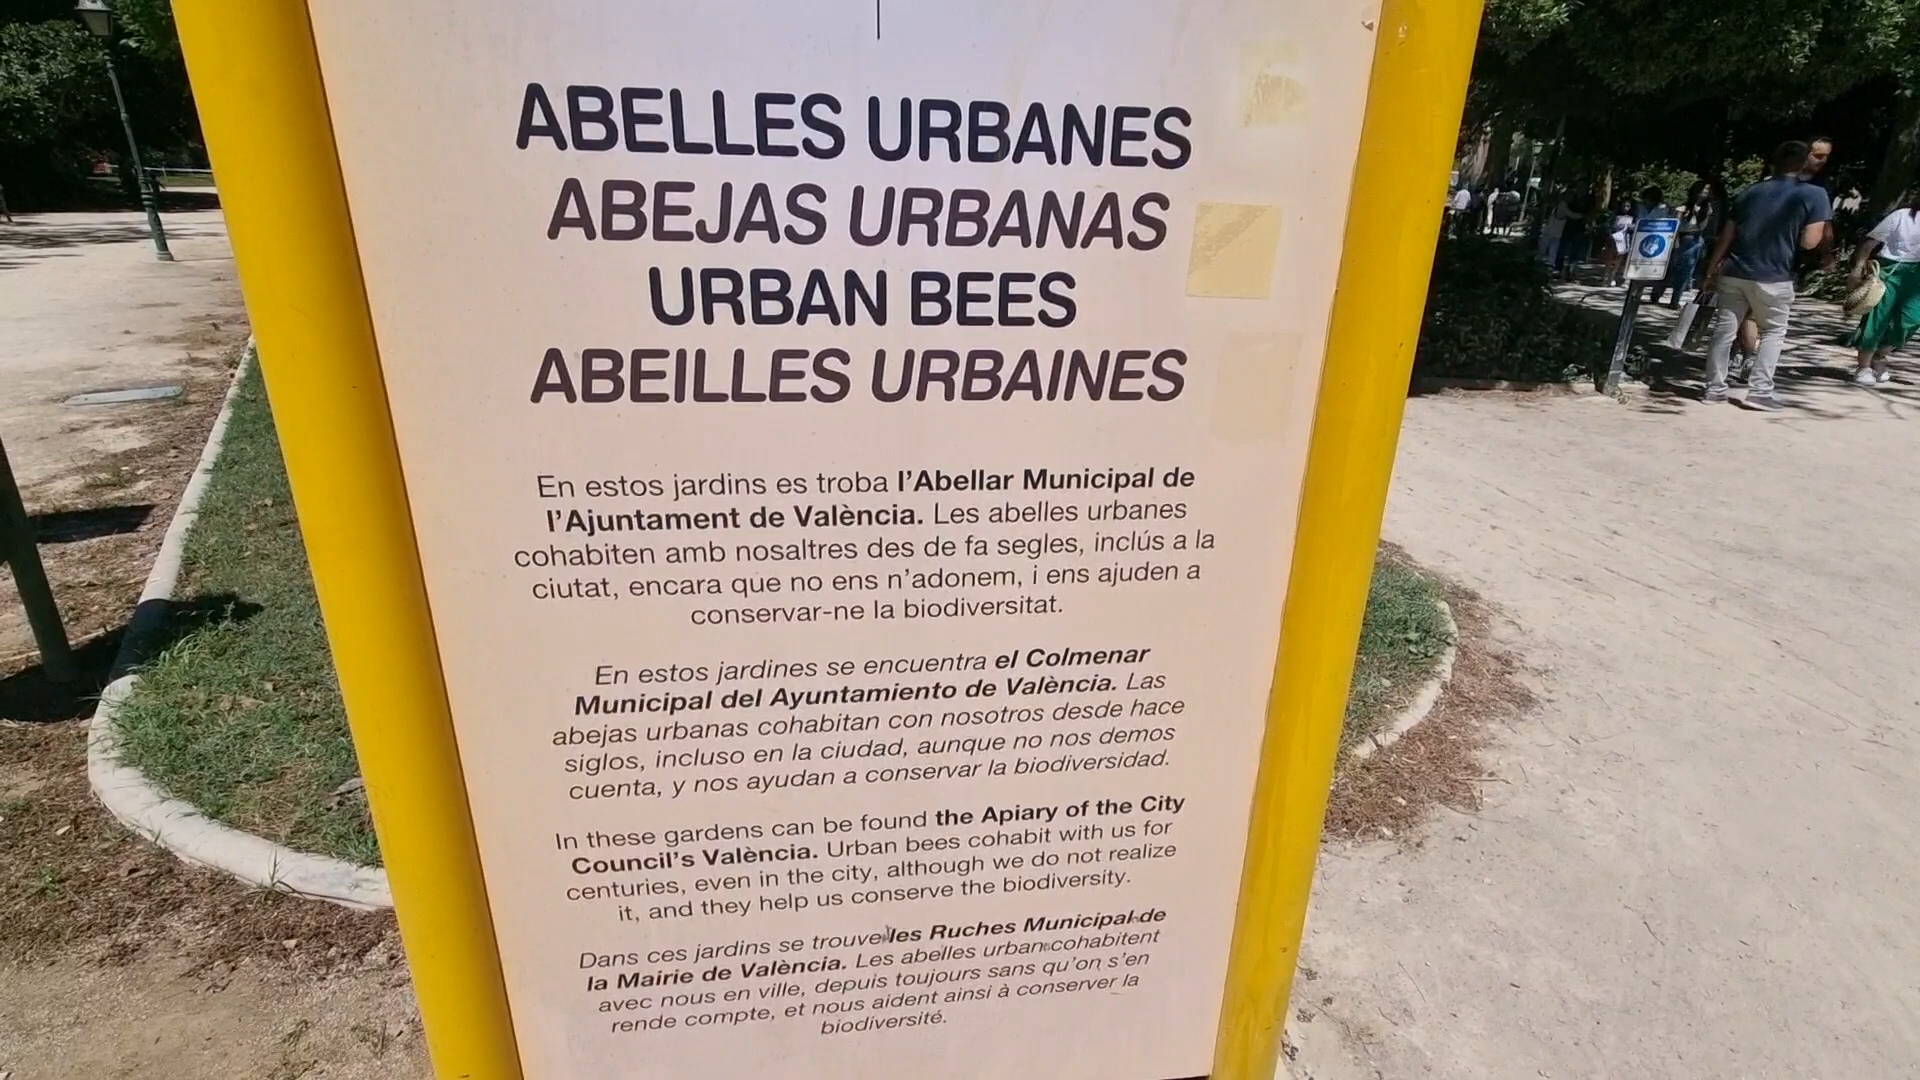 ABELLES URBANES
ABEJAS URBANAS
URBAN BEES
ABEILLES URBAINES
En estos jardins es troba l'Abellar Municipal de
l'Ajuntament de València. Les abelles urbanes
cohabiten amb nosaltres des de fa segles, inclús a la
ciutat, encara que no ens n'adonem, i ens ajuden a
conservar-ne la biodiversitat.
En estos jardines se encuentra el Colmenar
Municipal del Ayuntamiento de València. Las
abejas urbanas cohabitan con nosotros desde hace
siglos, incluso en la ciudad, aunque no nos demos
cuenta, y nos ayudan a conservar la biodiversidad.
In these gardens can be found the Apiary of the City
Council's València. Urban bees cohabit with us for
centuries, even in the city, although we do not realize
it, and they help us conserve the biodiversity.
Dans ces jardins se trouve les Ruches Municipal de
la Mairie de València. Les abelles urban cohabitent
avec nous en ville, depuis toujours sans qu'on s'en
rende compte, et nous aident ainsi à conserver la
biodiversité.